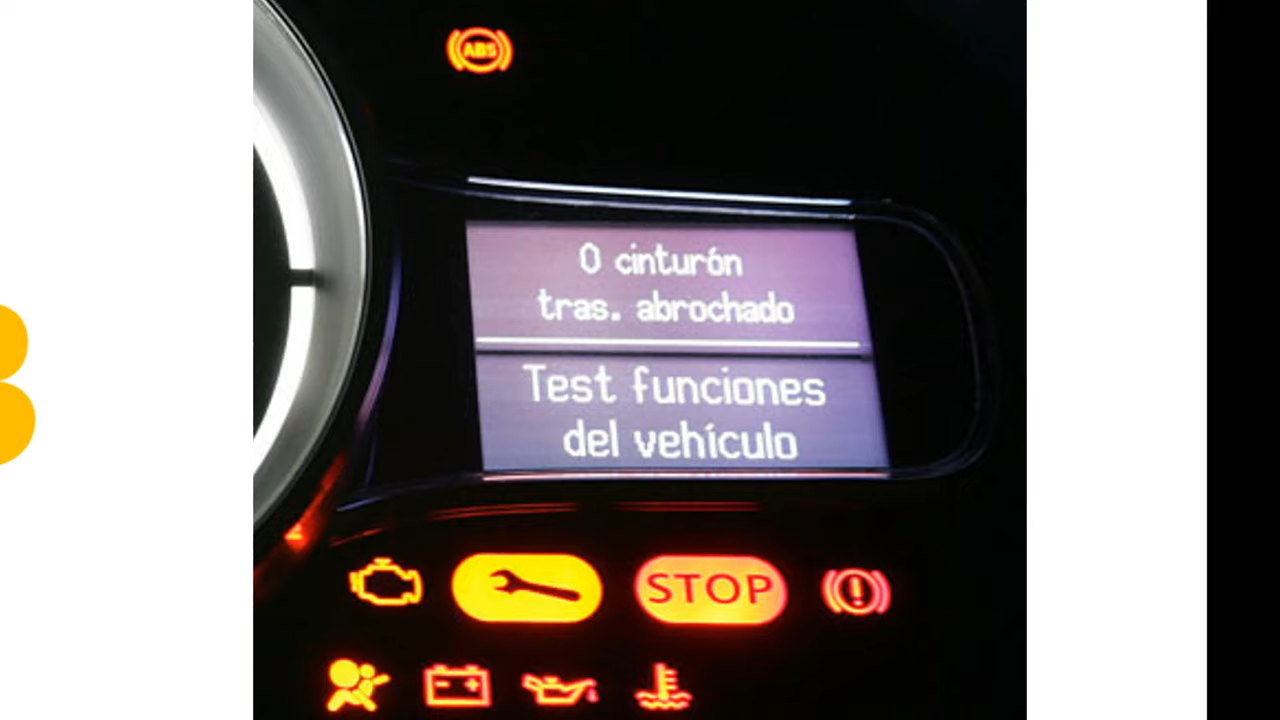 ABS
0 cinturón
tras. abrochado
Test funciones
del vehículo
STOP